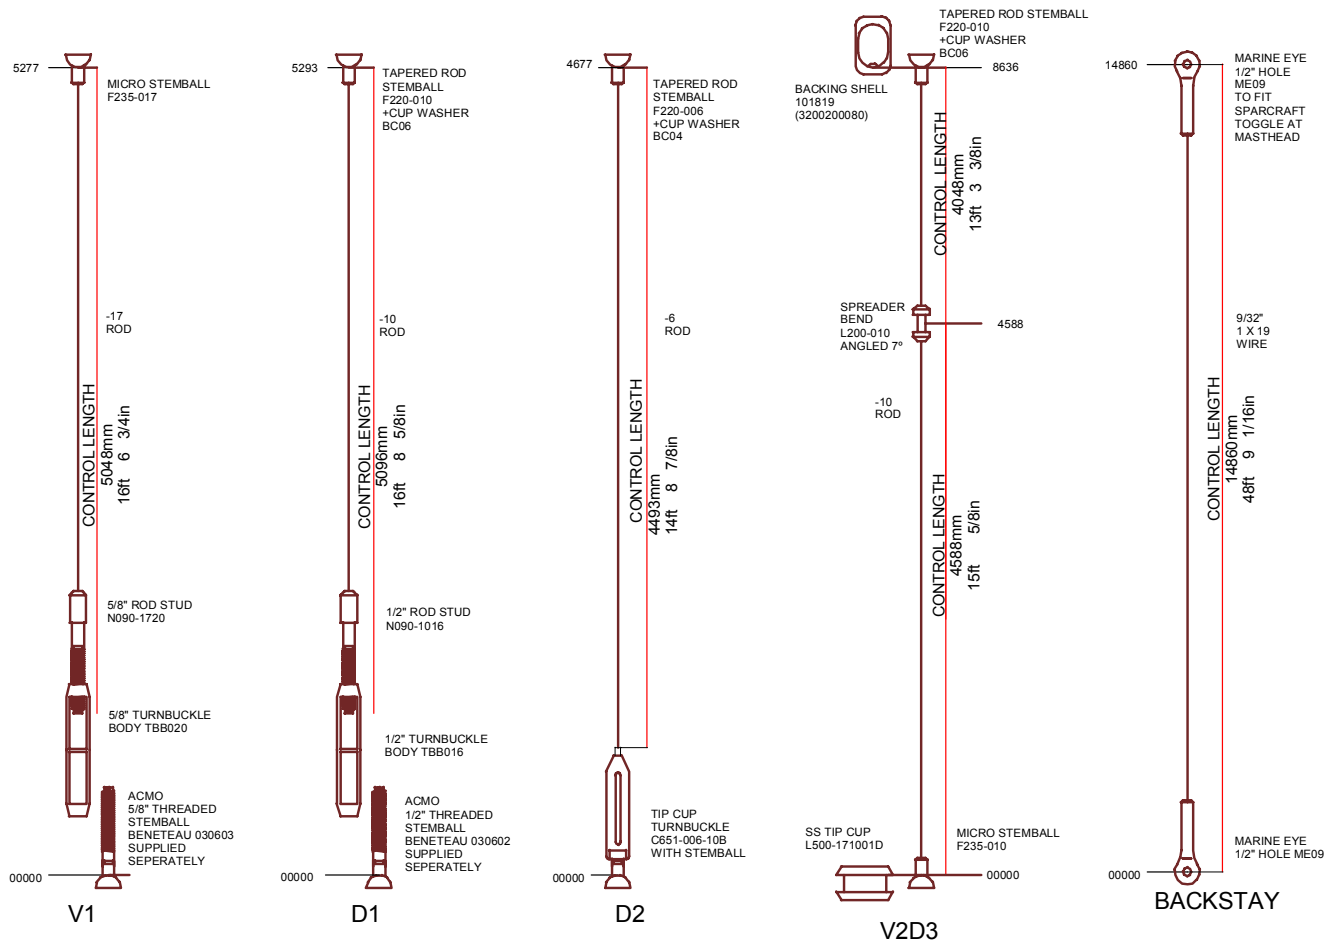 5277
MICRO STEMBALL
F235-017
-17
ROD
CONTROL LENGTH
5048mm
16ft 6 3/4in
5/8" ROD STUD
N090-1720
5/8" TURNBUCKLE
BODY TBB020
ACMO
5/8" THREADED
STEMBALL
BENETEAU 030603
SUPPLIED
SEPERATELY
00000
V1
5293
TAPERED ROD
STEMBALL
F220-010
+CUP WASHER
BC06
-10
ROD
CONTROL LENGTH
5096mm
16ft 8 5/8in
1/2" ROD STUD
N090-1016
1/2" TURNBUCKLE
BODY TBB016
ACMO
1/2" THREADED
STEMBALL
BENETEAU 030602
SUPPLIED
SEPERATELY
00000
D1
4677
TAPERED ROD
STEMBALL
F220-006
+CUP WASHER
BC04
-6
ROD
CONTROL LENGTH
4493mm
14ft 8 7/8in
TIP CUP
TURNBUCKLE
C651-006-10B
WITH STEMBALL
00000
D2
TAPERED ROD STEMBALL
F220-010
+CUP WASHER
BC06
8636
BACKING SHELL
101819
(3200200080)
CONTROL LENGTH
4048mm
13ft 3 3/8in
SPREADER
BEND
L200-010
ANGLED 7º
4588
-10
ROD
CONTROL LENGTH
4588mm
15ft 5/8in
SS TIP CUP
L500-171001D
MICRO STEMBALL
F235-010
00000
V2D3
14860
MARINE EYE
1/2" HOLE
ME09
TO FIT
SPARCRAFT
TOGGLE AT
MASTHEAD
9/32"
1 X 19
WIRE
CONTROL LENGTH
14860mm
48ft 9 1/16in
MARINE EYE
1/2" HOLE ME09
00000
BACKSTAY